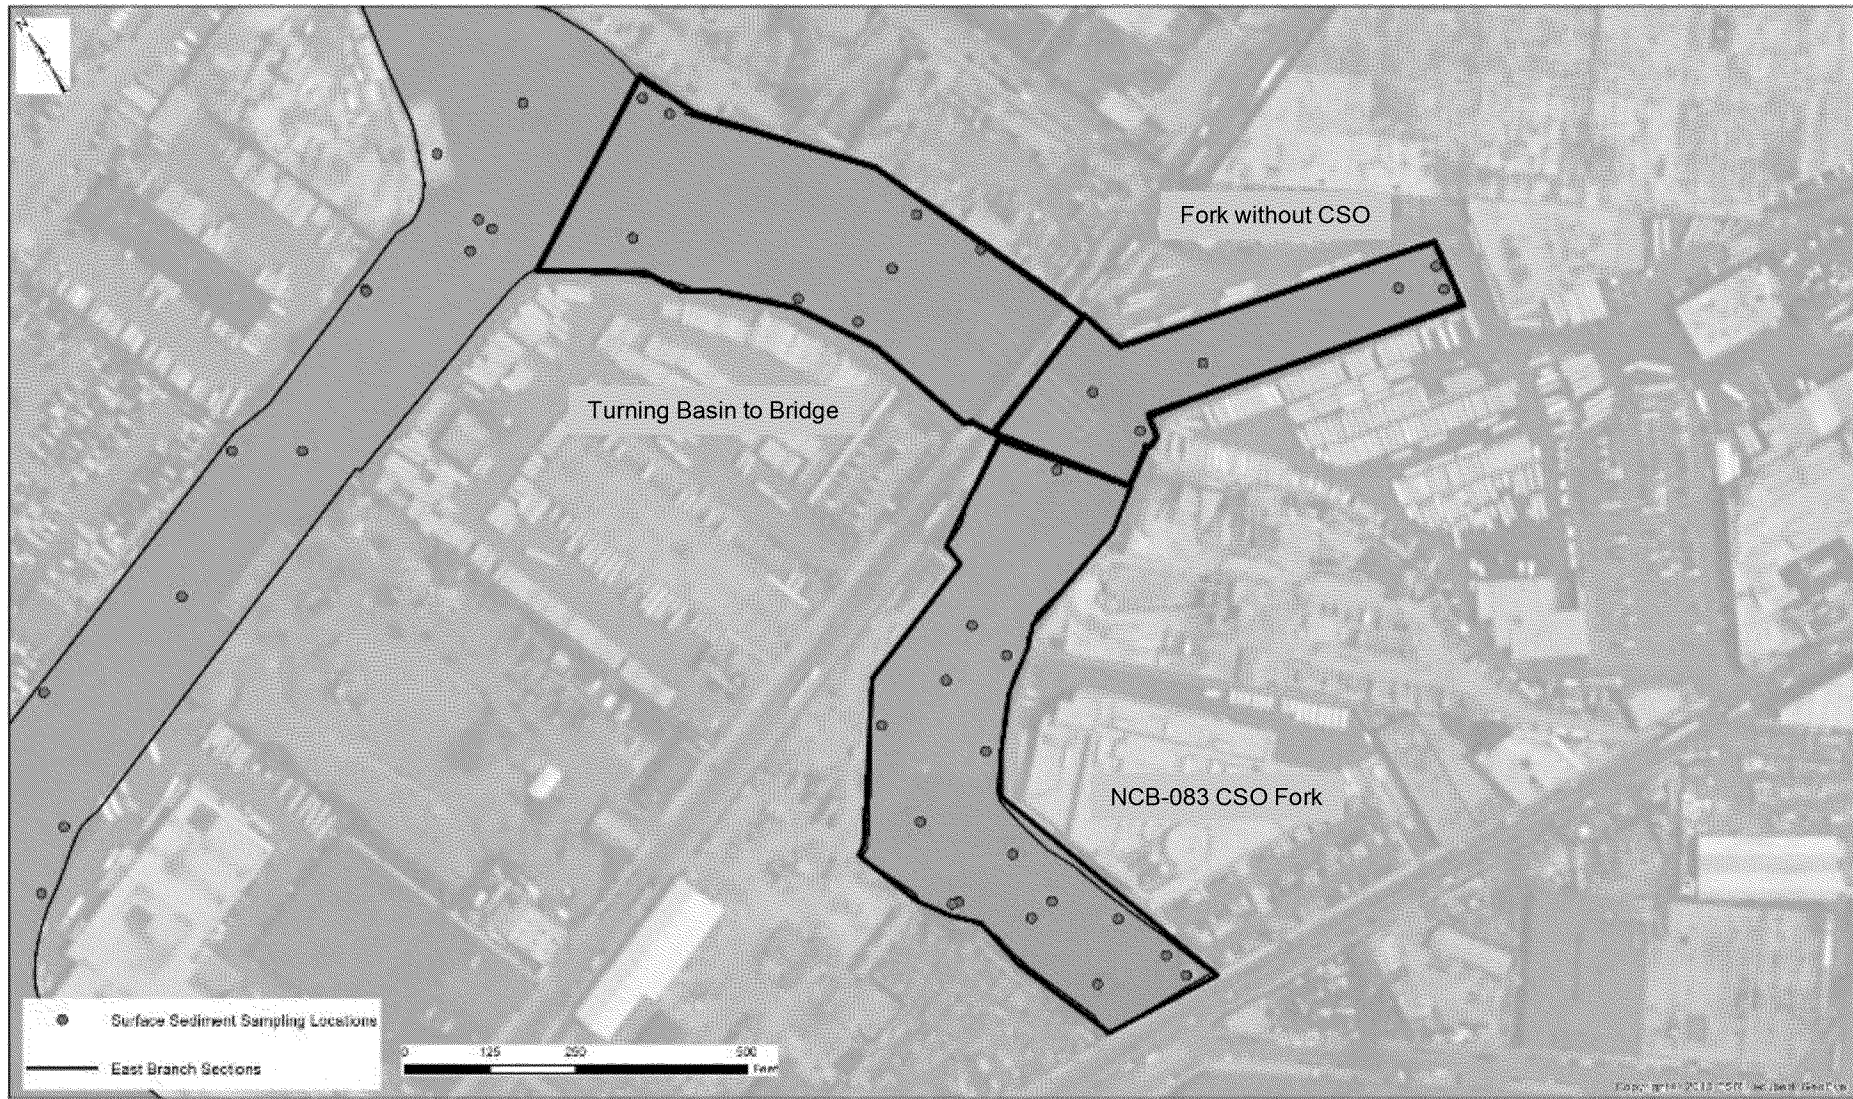 N
Fork without CSO
Turning Basin to Bridge
NCB-083 CSO Fork
Surface Sediment Sampling Locations
East Branch Sections
0 125 250 500
Feet